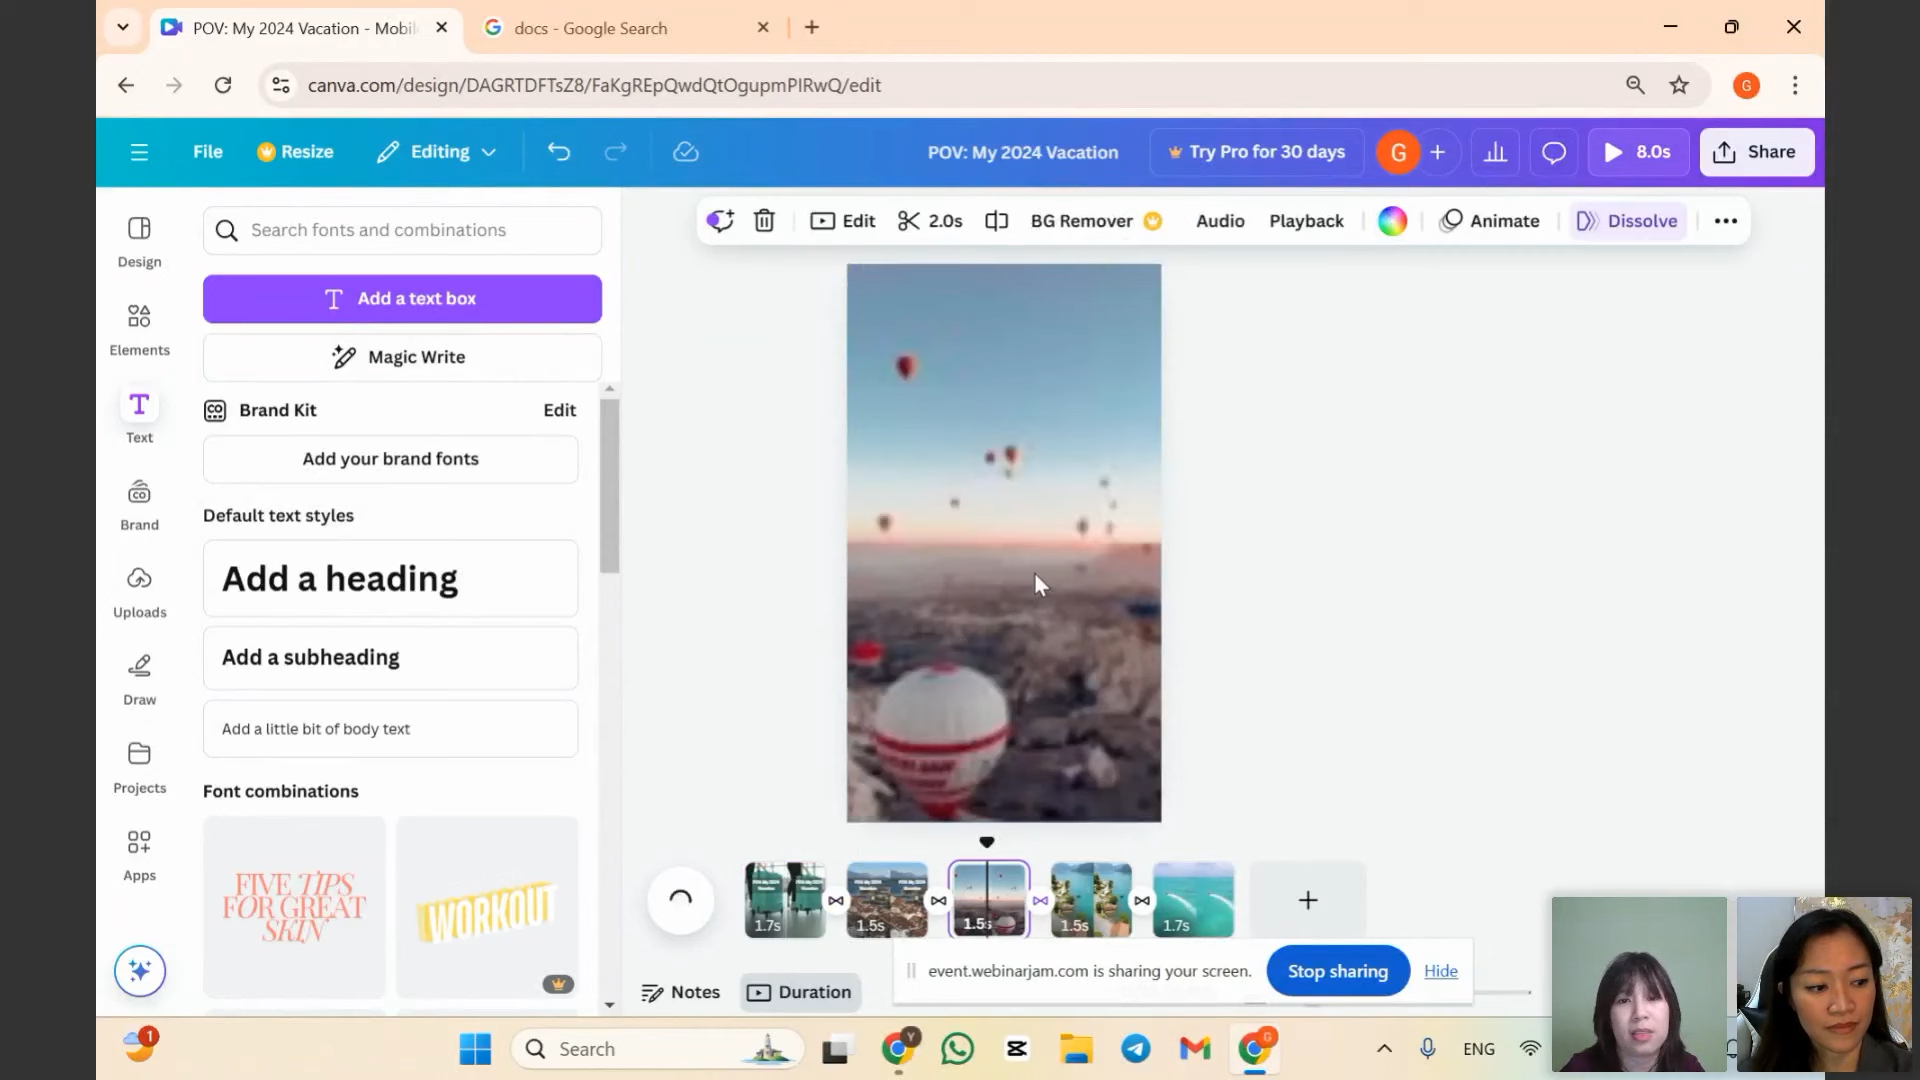 POV: My 2024 Vacation - Mobil
docs - Google Search
canva.com/design/DAGRTDFTsZ8/FaKgREpQwdQtOgupmPIRwQ/edit
G
File
Resize
Editing
POV: My 2024 Vacation
Try Pro for 30 days
G
8.0s
Share
Design
Elements
Text
Brand
Uploads
Draw
Projects
Apps
Search fonts and combinations
Add a text box
Magic Write
Brand Kit
Edit
Add your brand fonts
Default text styles
Add a heading
Add a subheading
Add a little bit of body text
Font combinations
FIVE TIPS
FOR GREAT
SKIN
WORKOUT
Edit
2.0s
BG Remover
Audio
Playback
Animate
Dissolve
1.7s
1.5s
1.5s
1.5s
1.7s
Notes
Duration
event.webinarjam.com is sharing your screen.
Stop sharing
Hide
1
Search
Y
G
ENG